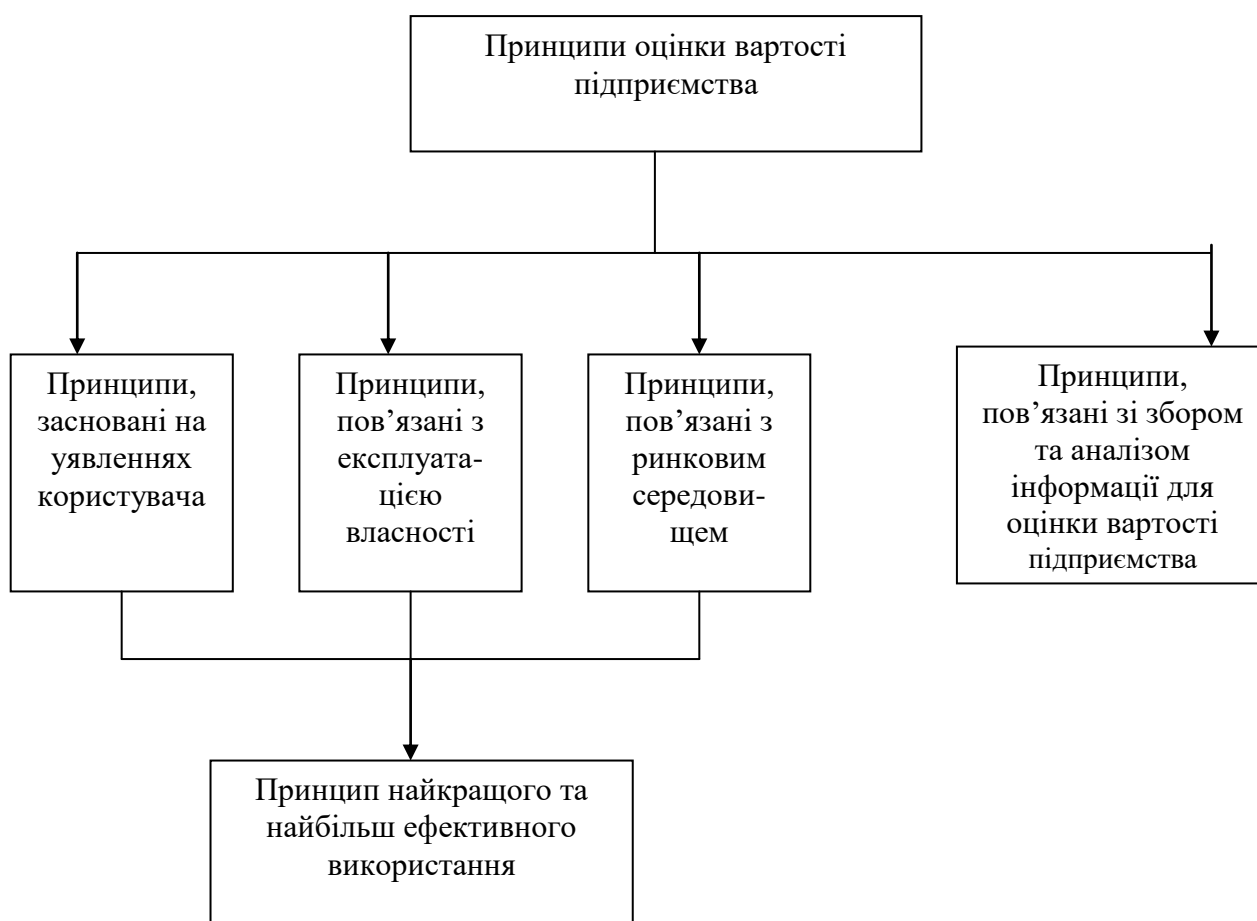 Принципи оцінки вартості
підприємства
Принципи,
засновані на
уявленнях
користувача
Принципи,
пов’язані з
експлуата-
цією
власності
Принципи,
пов’язані з
ринковим
середови-
щем
Принципи,
пов’язані зі збором
та аналізом
інформації для
оцінки вартості
підприємства
Принцип найкращого та
найбільш ефективного
використання